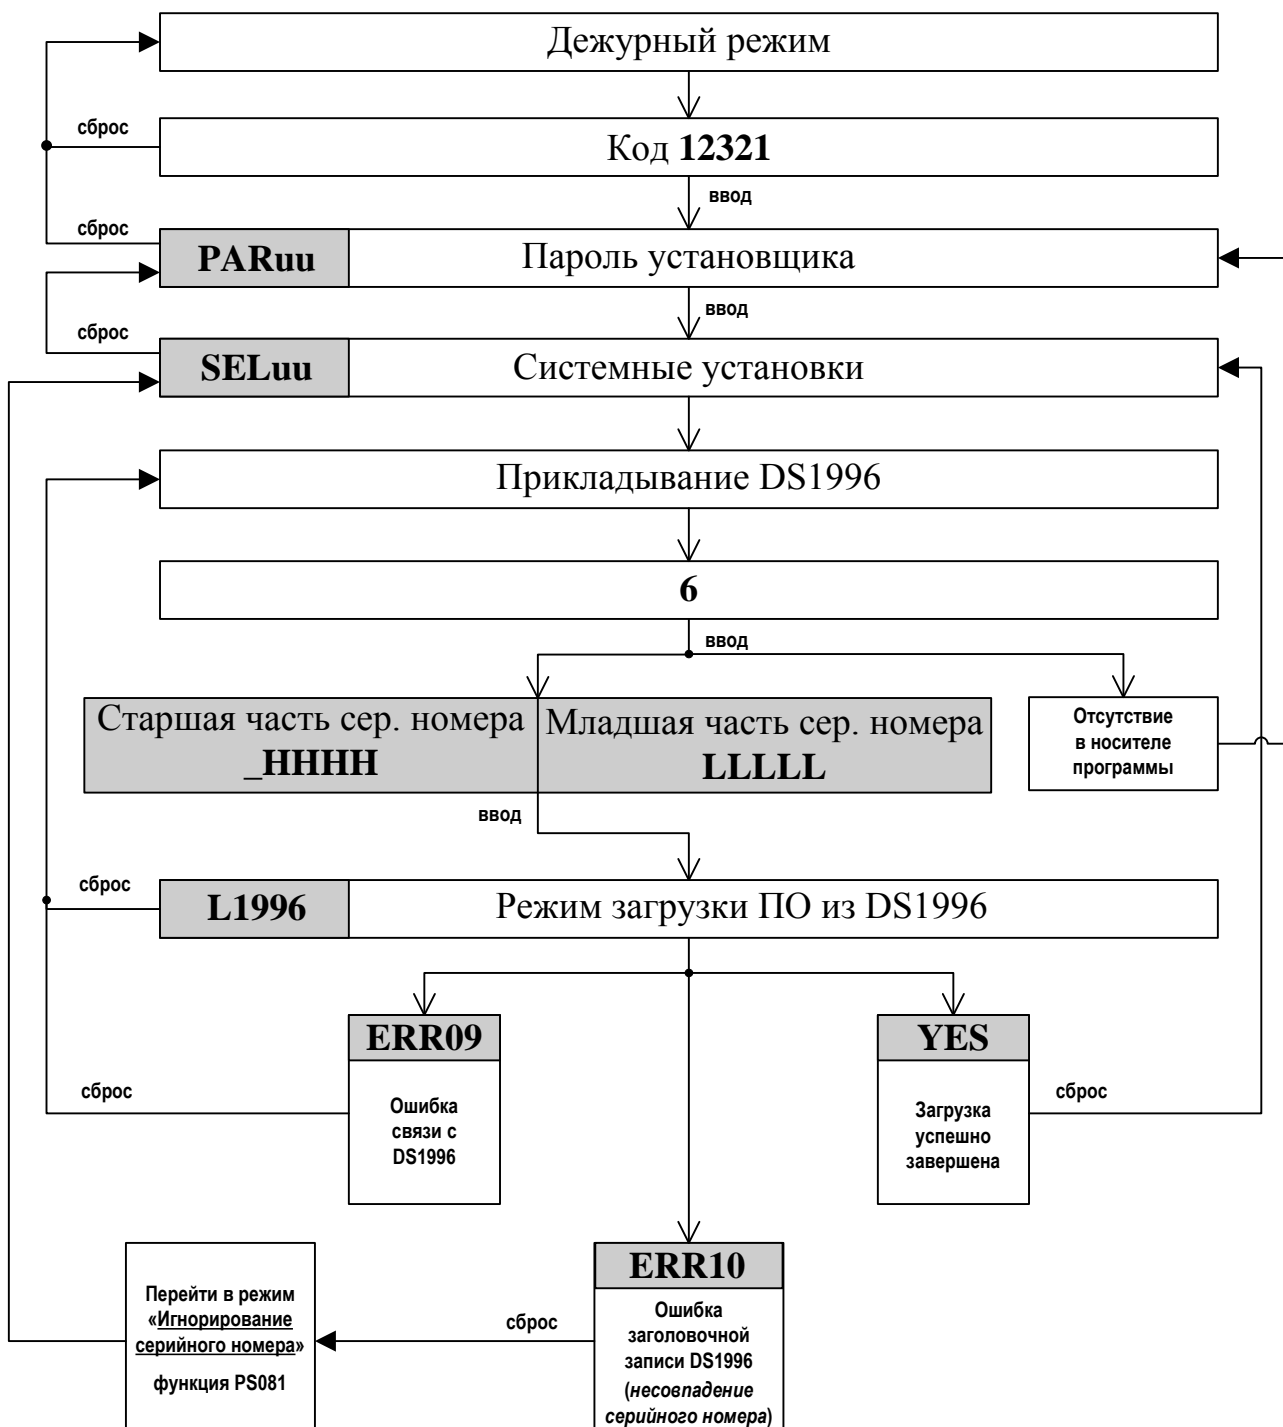 Дежурный режим
сброс
Код 12321
ввод
сброс
PARuu
Пароль установщика
ввод
сброс
SELuu
Системные установки
Прикладывание DS1996
6
ввод
Старшая часть сер. номера
_HHHH
Младшая часть сер. номера
LLLLL
Отсутствие
в носителе
программы
ввод
сброс
L1996
Режим загрузки ПО из DS1996
ERR09
Ошибка
связи с
DS1996
сброс
YES
Загрузка
успешно
завершена
сброс
ERR10
Ошибка
заголовочной
записи DS1996
(несовпадение
серийного номера)
сброс
Перейти в режим
«Игнорирование
серийного номера»
функция PS081